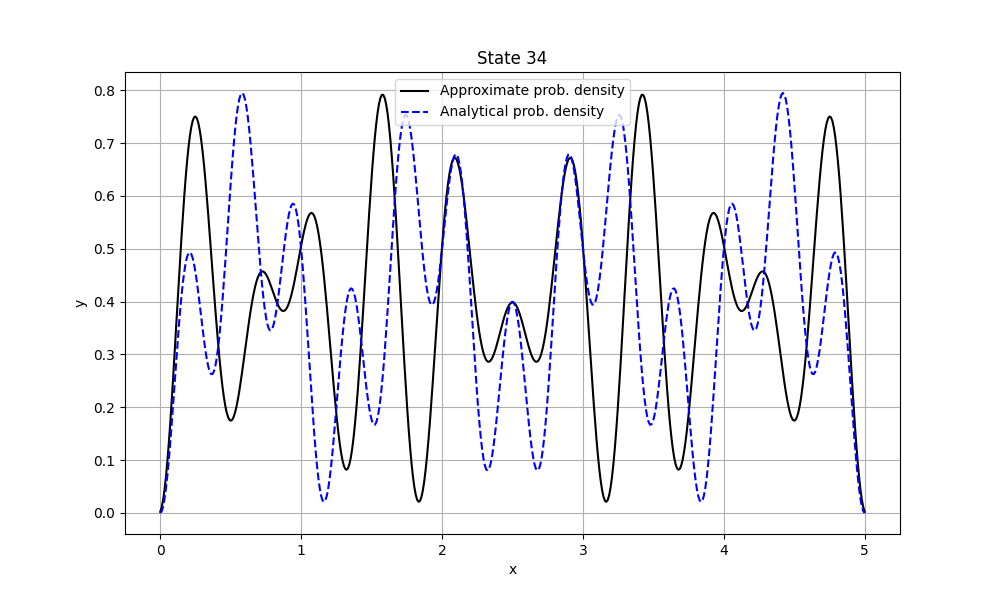 State 34
Approximate prob. density
Analytical prob. density
y
0.8
0.7
0.6
0.5
0.4
0.3
0.2
0.1
0.0
0 1 2 3 4 5
x